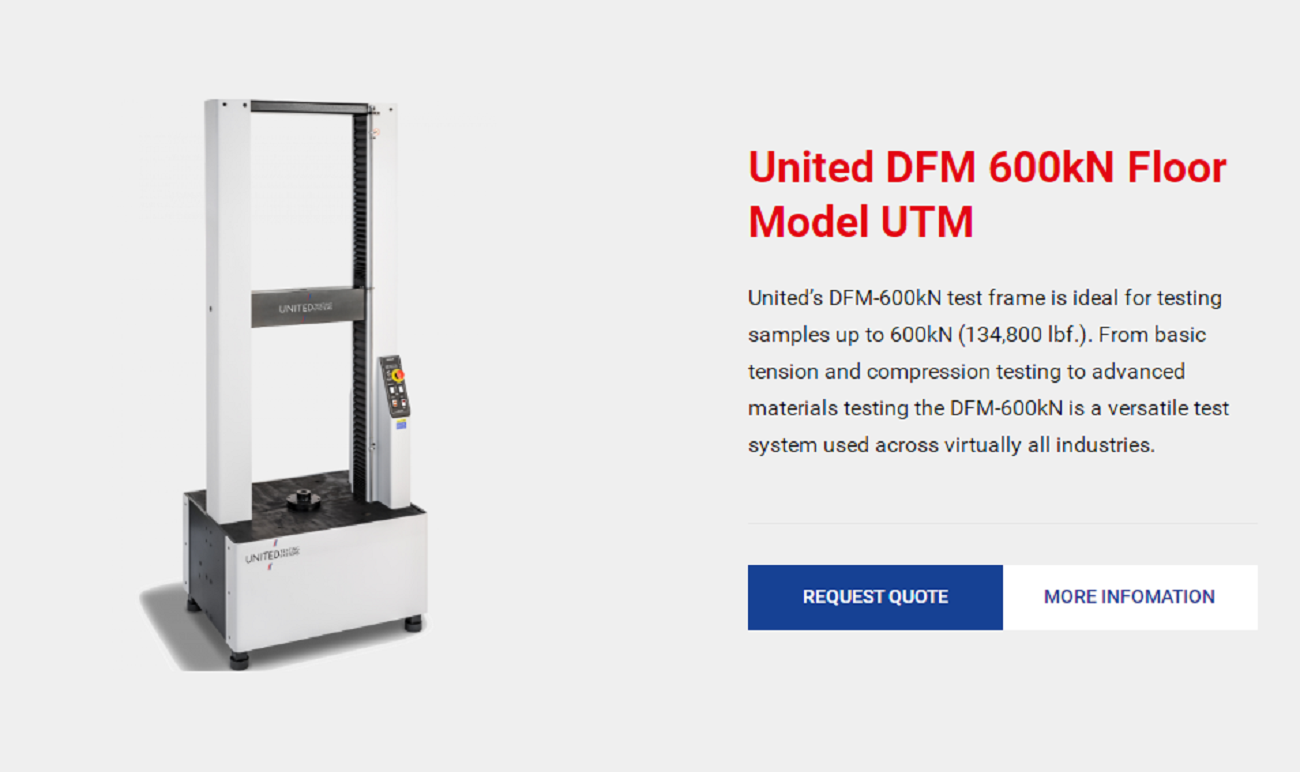 United DFM 600kN Floor
Model UTM
United's DFM-600kN test frame is ideal for testing
samples up to 600kN (134,800 lbf.). From basic
tension and compression testing to advanced
materials testing the DFM-600kN is a versatile test
system used across virtually all industries.
REQUEST QUOTE
MORE INFOMATION
UNITED
UNITED